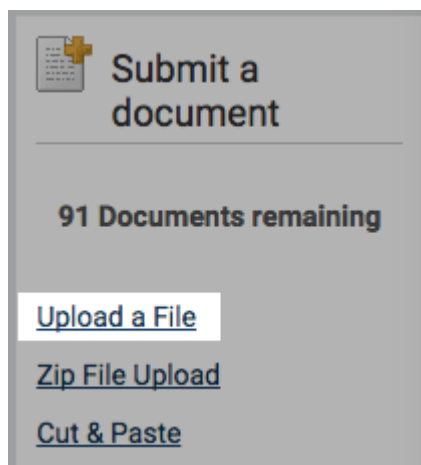 Submit a
document
91 Documents remaining
Upload a File
Zip File Upload
Cut & Paste